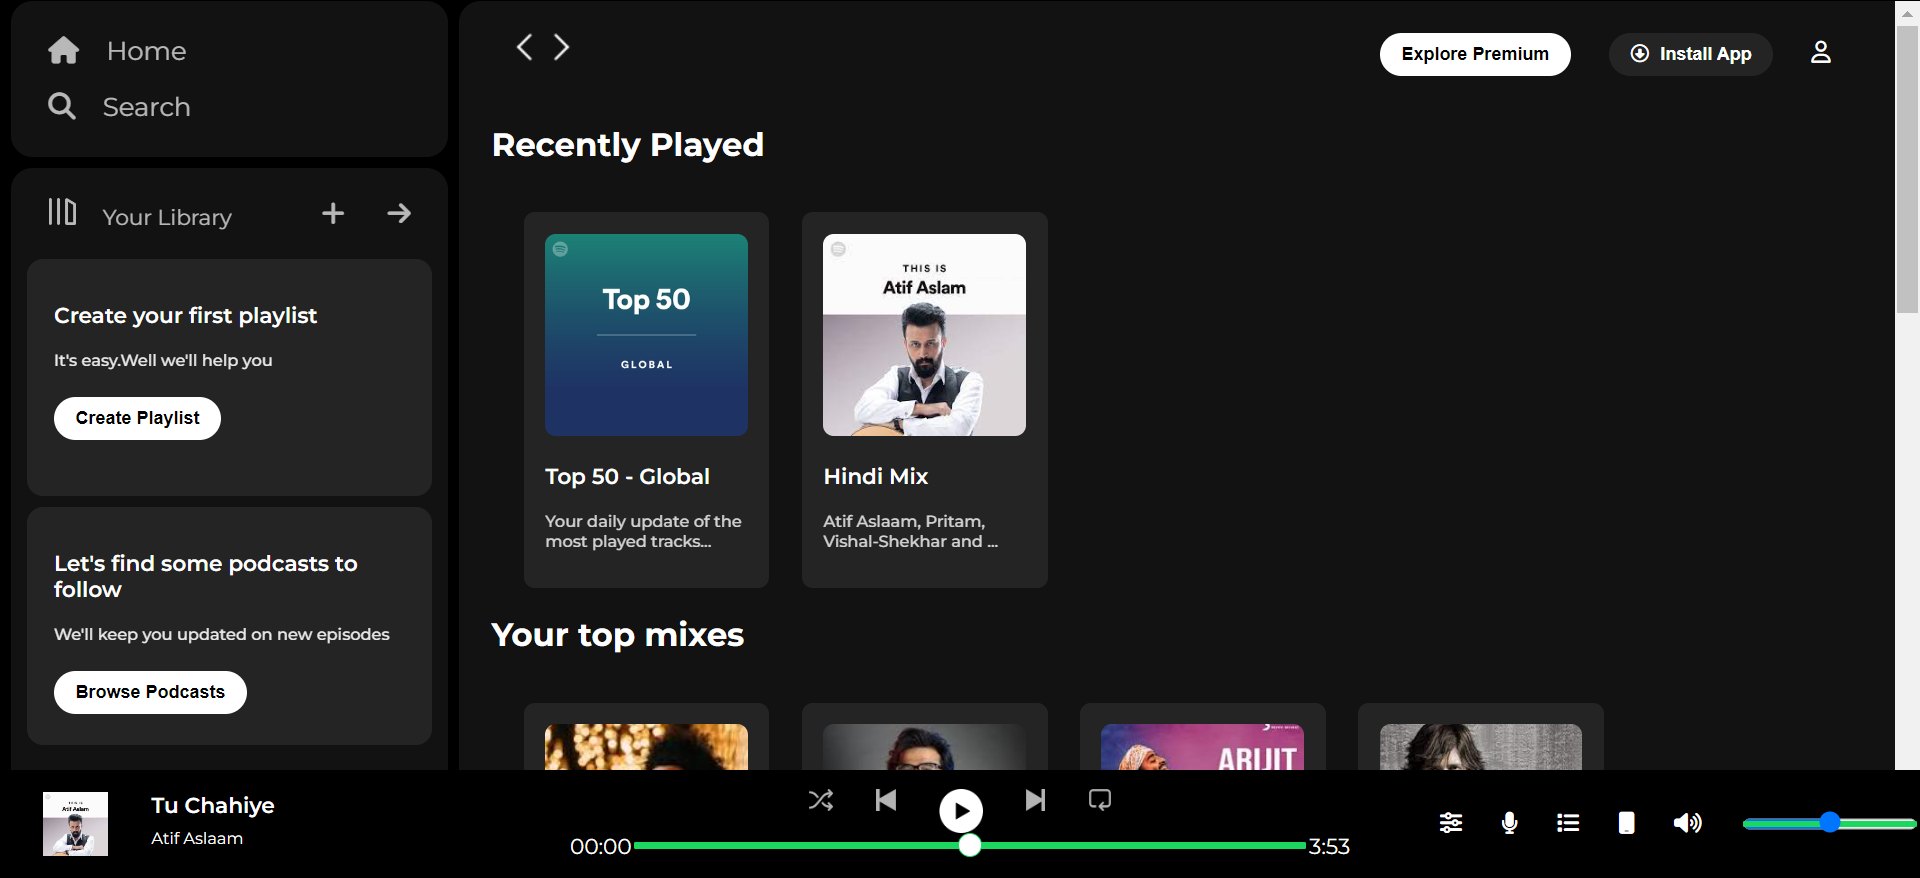 Home
Search
Your Library
Create your first playlist
It's easy.Well we'll help you
Create Playlist
Let's find some podcasts to
follow
We'll keep you updated on new episodes
Browse Podcasts
Explore Premium
Install App
Recently Played
Top 50
GLOBAL
Top 50 - Global
Your daily update of the
most played tracks...
THIS IS
Atif Aslam
Hindi Mix
Atif Aslaam, Pritam,
Vishal-Shekhar and ...
Your top mixes
ARIJIT
THIS IS
Atif Aslam
Tu Chahiye
Atif Aslaam
00:00
3:53